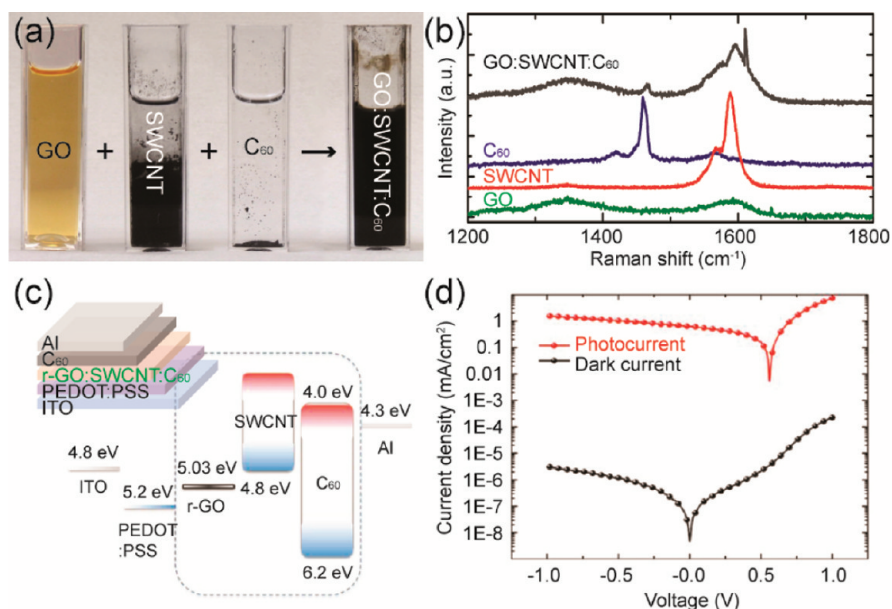 (a)
GO
+
SWCNT
+
C₆₀
→
GO:SWCNT:C₆₀
(b)
Intensity (a.u.)
GO:SWCNT:C₆₀
C₆₀
SWCNT
GO
1200 1400 1600 1800
Raman shift (cm⁻¹)
(c)
Al
C₆₀
r-GO:SWCNT:C₆₀
PEDOT:PSS
ITO
4.8 eV
ITO
5.2 eV
PEDOT
:PSS
5.03 eV
r-GO
SWCNT
4.8 eV
4.0 eV
C₆₀
6.2 eV
4.3 eV
Al
(d)
Current density (mA/cm²)
1
0.1
0.01
1E-3
1E-4
1E-5
1E-6
1E-7
1E-8
Photocurrent
Dark current
-1.0 -0.5 -0.0 0.5 1.0
Voltage (V)